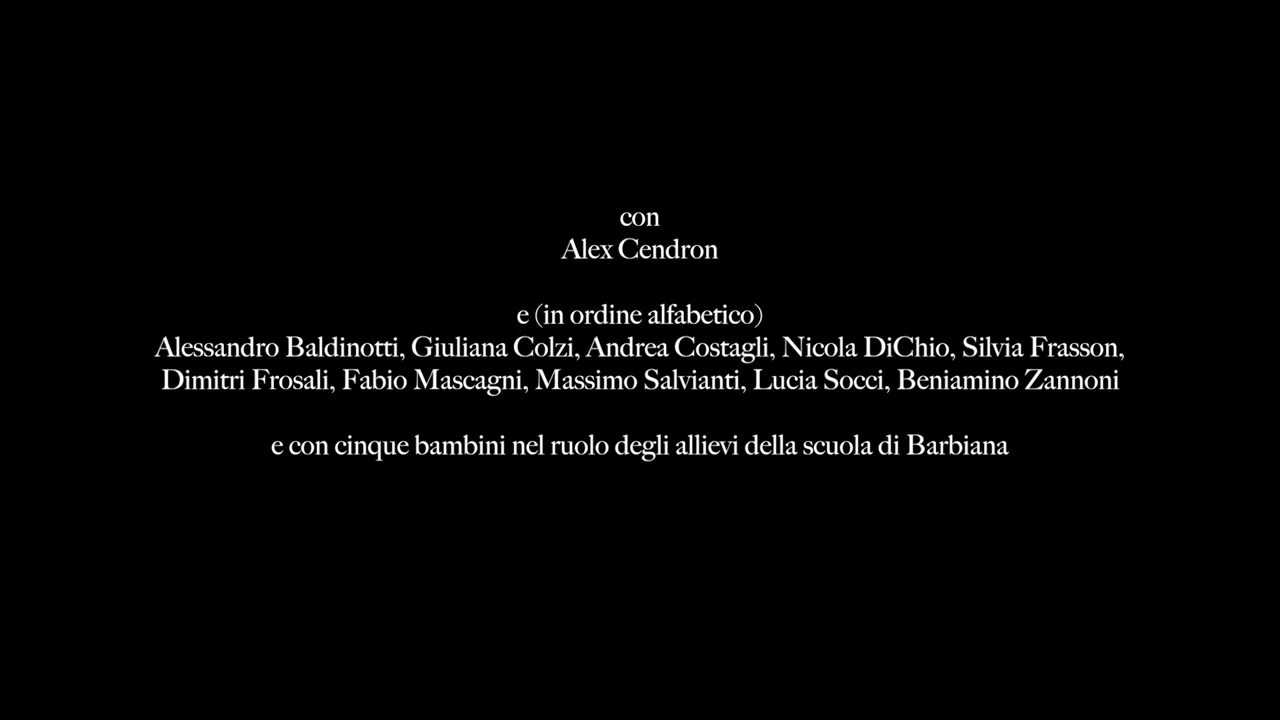 con
Alex Cendron
e (in ordine alfabetico)
Alessandro Baldinotti, Giuliana Colzi, Andrea Costagli, Nicola DiChio, Silvia Frasson,
Dimitri Frosali, Fabio Mascagni, Massimo Salvianti, Lucia Socci, Beniamino Zannoni
e con cinque bambini nel ruolo degli allievi della scuola di Barbiana